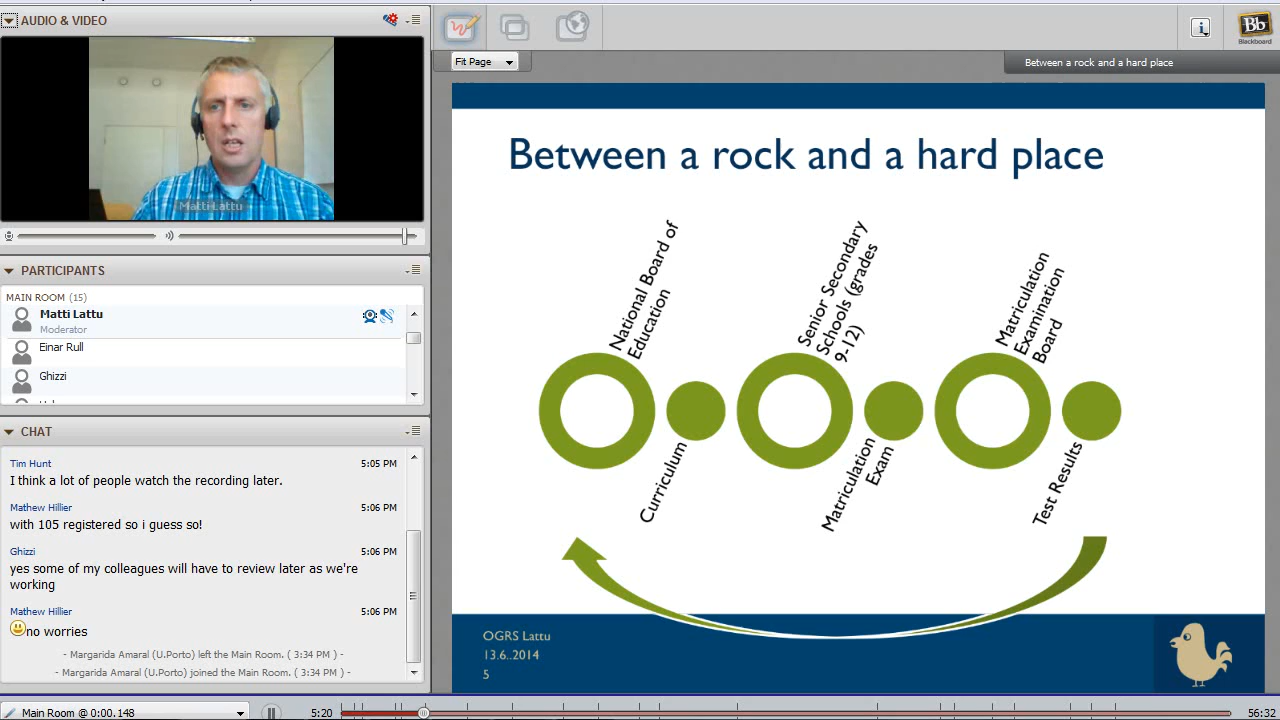 AUDIO & VIDEO
Matti Lattu
PARTICIPANTS
MAIN ROOM (15)
Matti Lattu
Moderator
Einar Rull
Ghizzi
CHAT
Tim Hunt 5:05 PM
I think a lot of people watch the recording later.
Mathew Hillier 5:06 PM
with 105 registered so i guess so!
Ghizzi 5:06 PM
yes some of my colleagues will have to review later as we're
working
Mathew Hillier 5:06 PM
no worries
- Margarida Amaral (U.Porto) left the Main Room. ( 3:34 PM ) -
- Margarida Amaral (U.Porto) joined the Main Room. ( 3:34 PM ) -
Main Room @ 0:00.148
5:20
56:32
Fit Page
Between a rock and a hard place
i
Bb
Blackboard
Between a rock and a hard place
National Board of
Education
Curriculum
Senior Secondary
Schools (grades
9-12)
Matriculation
Exam
Matriculation
Examination
Board
Test Results
OGRS Lattu
13.6..2014
5